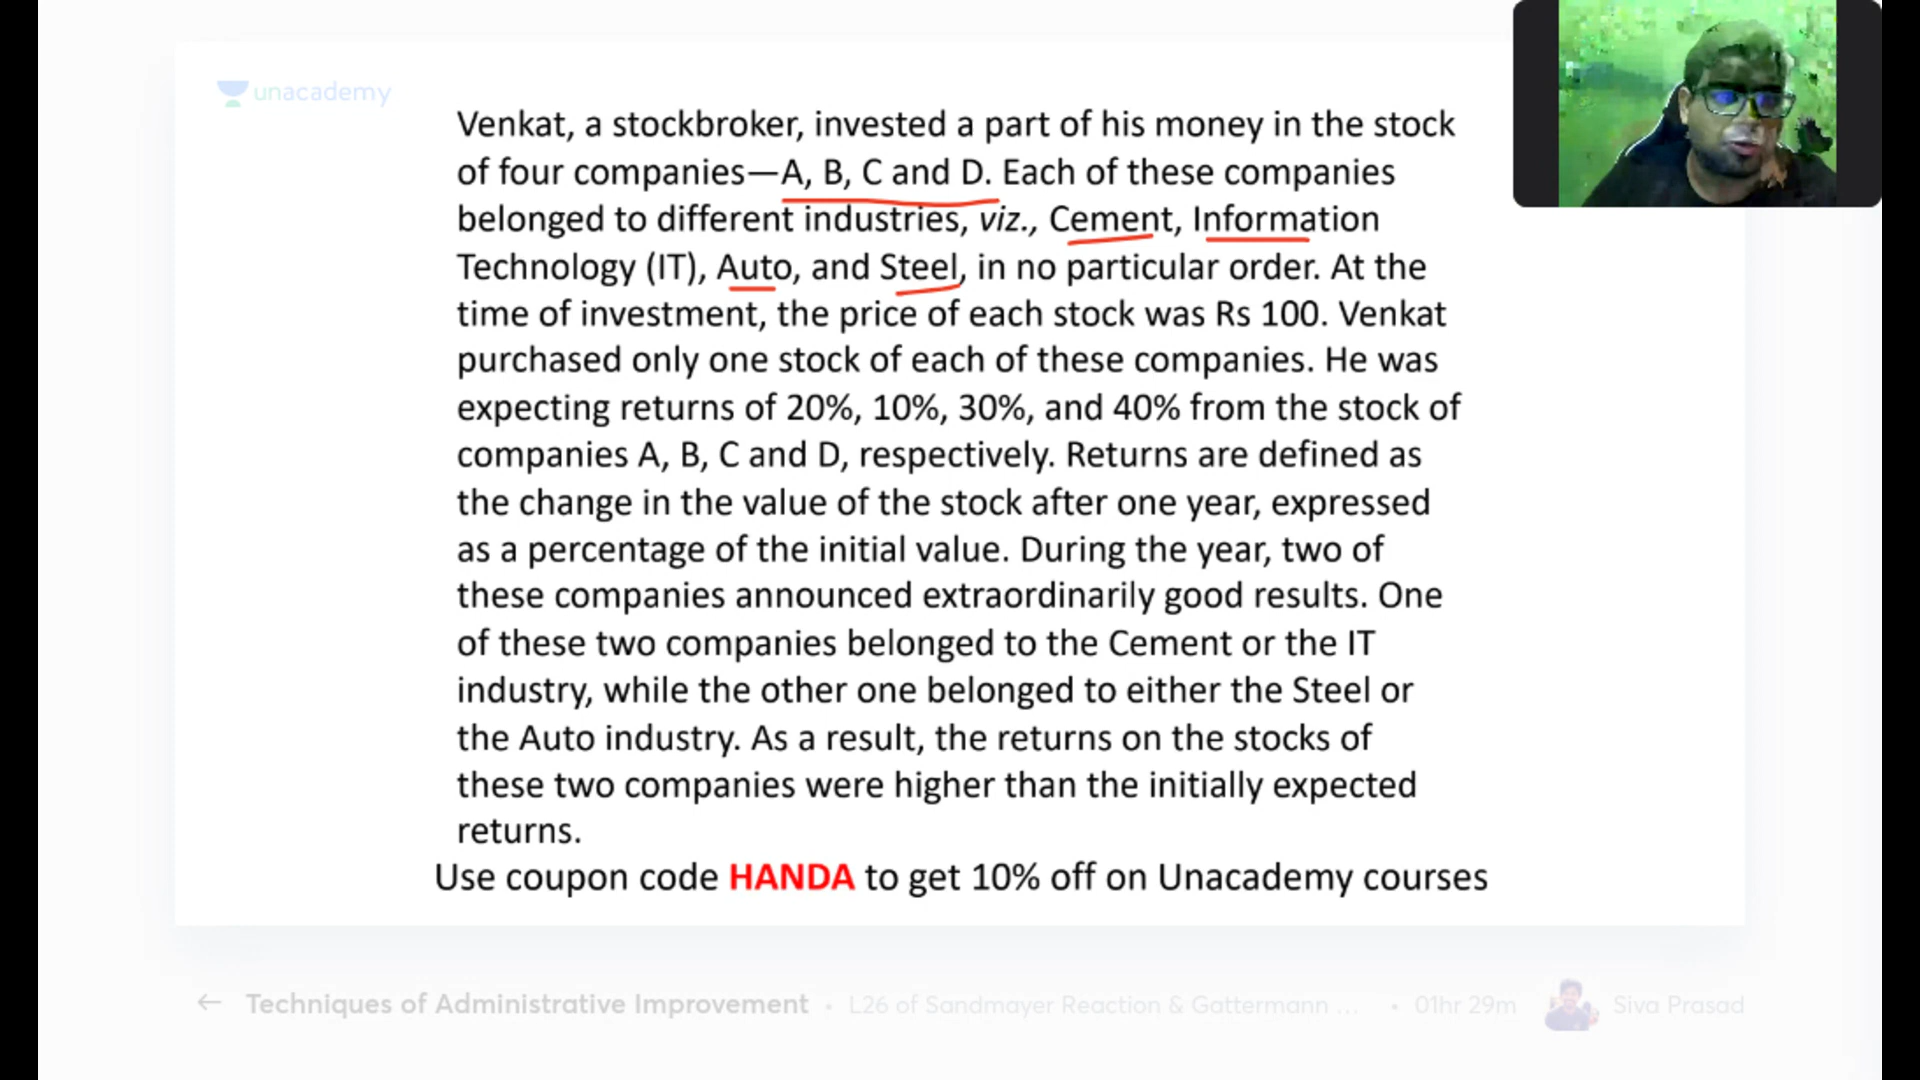 unacademy
Venkat, a stockbroker, invested a part of his money in the stock
of four companies—A, B, C and D. Each of these companies
belonged to different industries, viz., Cement, Information
Technology (IT), Auto, and Steel, in no particular order. At the
time of investment, the price of each stock was Rs 100. Venkat
purchased only one stock of each of these companies. He was
expecting returns of 20%, 10%, 30%, and 40% from the stock of
companies A, B, C and D, respectively. Returns are defined as
the change in the value of the stock after one year, expressed
as a percentage of the initial value. During the year, two of
these companies announced extraordinarily good results. One
of these two companies belonged to the Cement or the IT
industry, while the other one belonged to either the Steel or
the Auto industry. As a result, the returns on the stocks of
these two companies were higher than the initially expected
returns.
Use coupon code HANDA to get 10% off on Unacademy courses
Techniques of Administrative Improvement • L26 of Sandmayer Reaction & Gattermann ... • 01hr 29m Siva Prasad